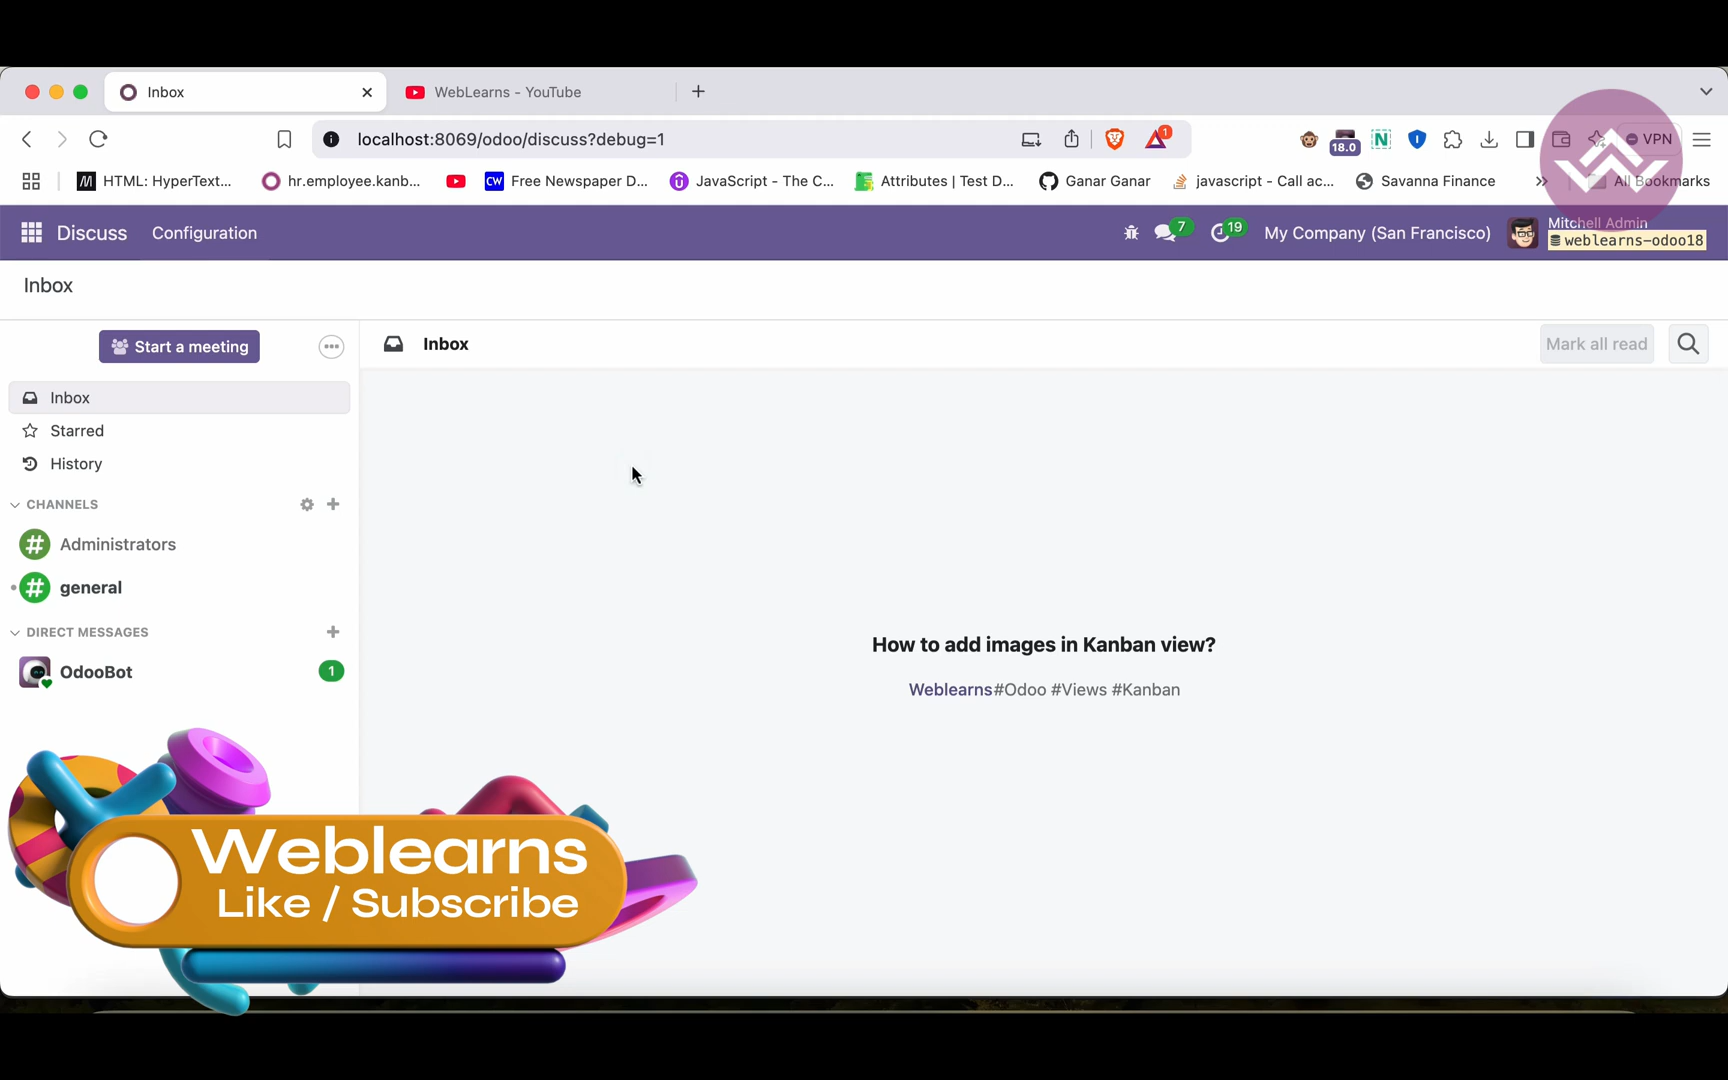 Inbox
WebLearns - YouTube
localhost:8069/odoo/discuss?debug=1
1
18.0
N
VPN
M HTML: HyperText...
hr.employee.kanb...
CW Free Newspaper D...
JavaScript - The C...
Attributes | Test D...
Ganar Ganar
javascript - Call ac...
Savanna Finance
»
All Bookmarks
Discuss
Configuration
7
19
My Company (San Francisco)
Mitchell Admin
weblearns-odoo18
Inbox
Start a meeting
Inbox
Mark all read
Inbox
Starred
History
CHANNELS
# Administrators
# general
DIRECT MESSAGES
OdooBot
1
How to add images in Kanban view?
Weblearns#Odoo #Views #Kanban
Weblearns
Like / Subscribe